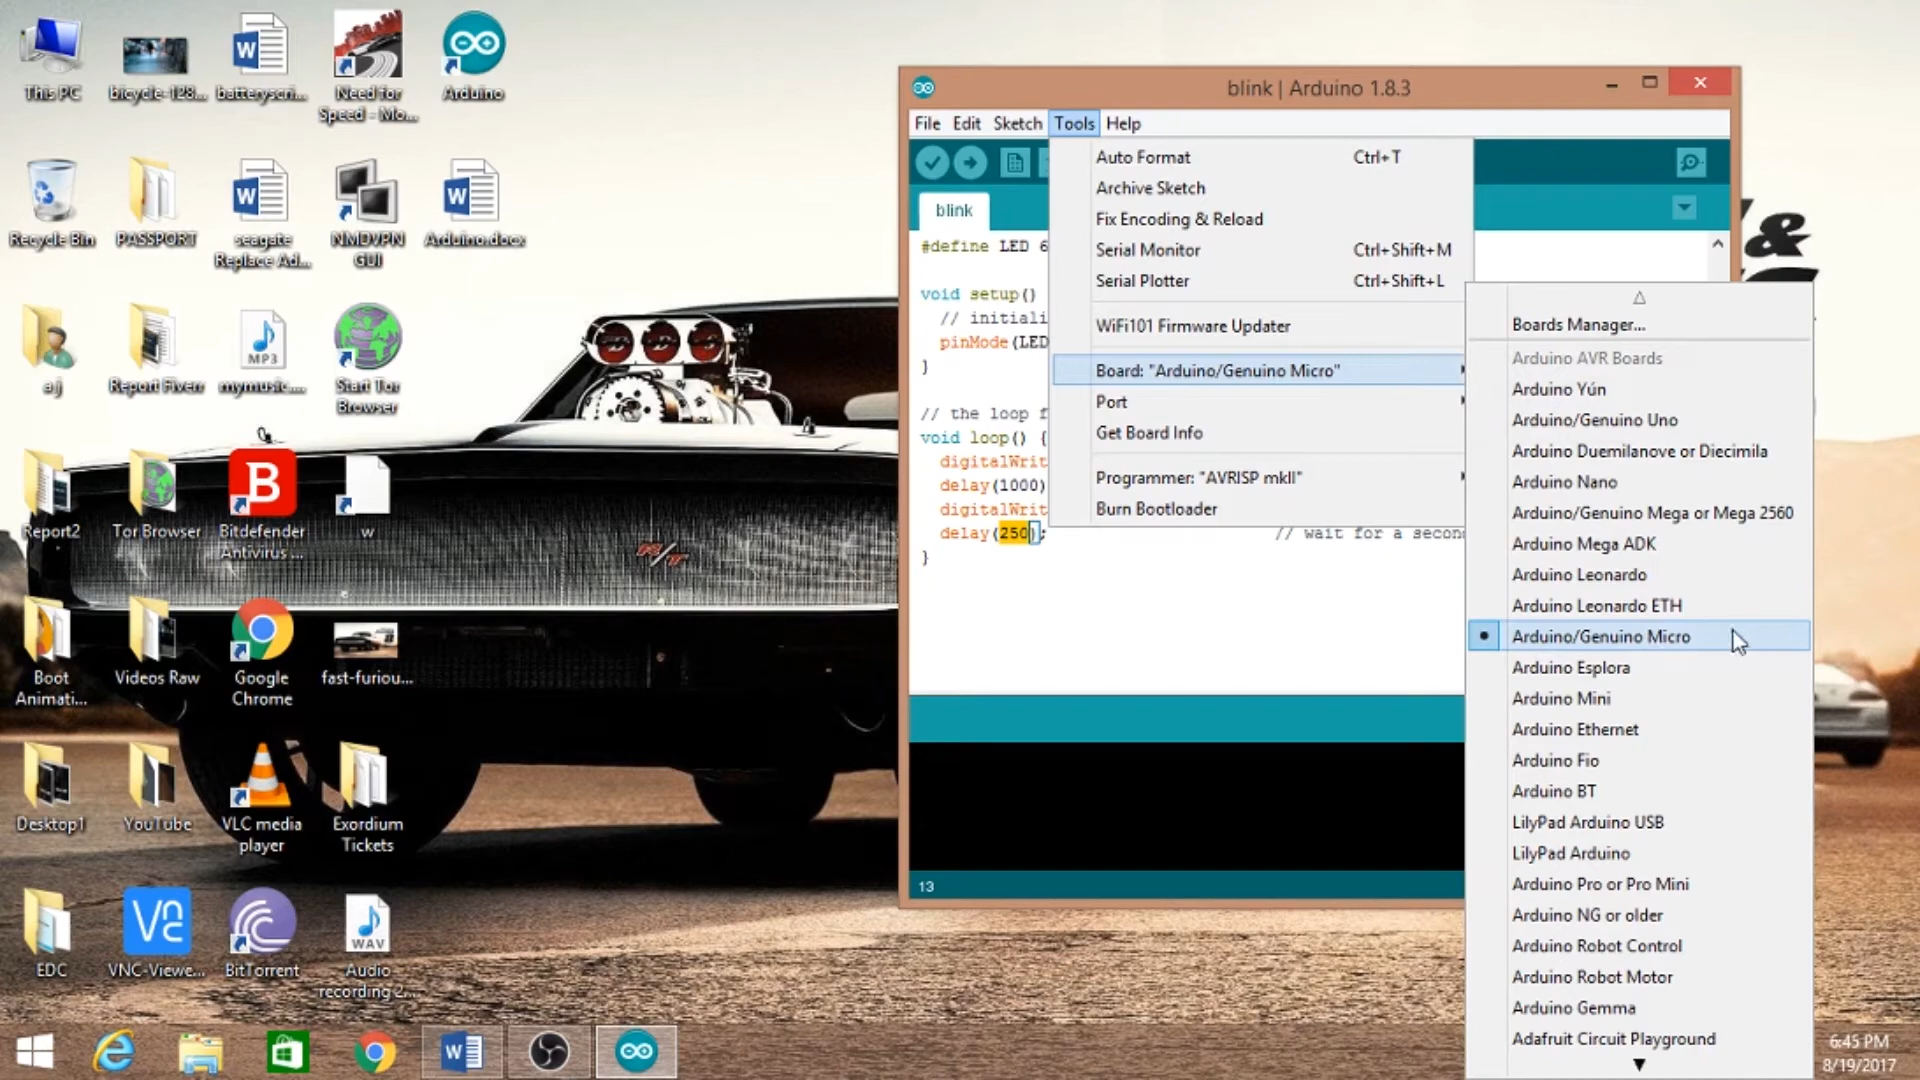 This PC
bicycle-128...
batteryscri...
Need for
Speed - Mo...
Arduino
Recycle Bin
PASSPORT
seagate
Replace Ad...
NMDVPN
GUI
Arduino.docx
aj
Report Fiverr
MP3
mymusic....
Start Tor
Browser
Report2
Tor Browser
B
Bitdefender
Antivirus ...
w
R/T
Boot
Animati...
Videos Raw
Google
Chrome
fast-furiou...
Desktop1
YouTube
VLC media
player
Exordium
Tickets
EDC
VNC-Viewe...
BitTorrent
WAV
Audio
recording 2...
blink | Arduino 1.8.3
File Edit Sketch Tools Help
blink
#define LED 6
void setup()
// initiali
pinMode(LED
}
// the loop f
void loop() {
digitalWrit
delay(1000)
digitalWrit
delay(250); // wait for a secon
}
13
Auto Format Ctrl+T
Archive Sketch
Fix Encoding & Reload
Serial Monitor Ctrl+Shift+M
Serial Plotter Ctrl+Shift+L
WiFi101 Firmware Updater
Board: "Arduino/Genuino Micro"
Port
Get Board Info
Programmer: "AVRISP mkII"
Burn Bootloader
Boards Manager...
Arduino AVR Boards
Arduino Yún
Arduino/Genuino Uno
Arduino Duemilanove or Diecimila
Arduino Nano
Arduino/Genuino Mega or Mega 2560
Arduino Mega ADK
Arduino Leonardo
Arduino Leonardo ETH
Arduino/Genuino Micro
Arduino Esplora
Arduino Mini
Arduino Ethernet
Arduino Fio
Arduino BT
LilyPad Arduino USB
LilyPad Arduino
Arduino Pro or Pro Mini
Arduino NG or older
Arduino Robot Control
Arduino Robot Motor
Arduino Gemma
Adafruit Circuit Playground
&
6:45 PM
8/19/2017